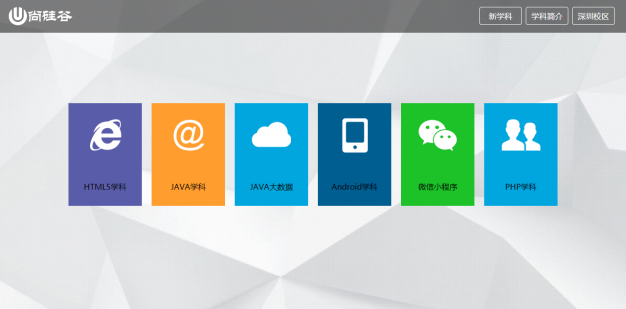 尚硅谷
新学科
学科简介
深圳校区
HTML5学科
JAVA学科
JAVA大数据
Android学科
微信小程序
PHP学科